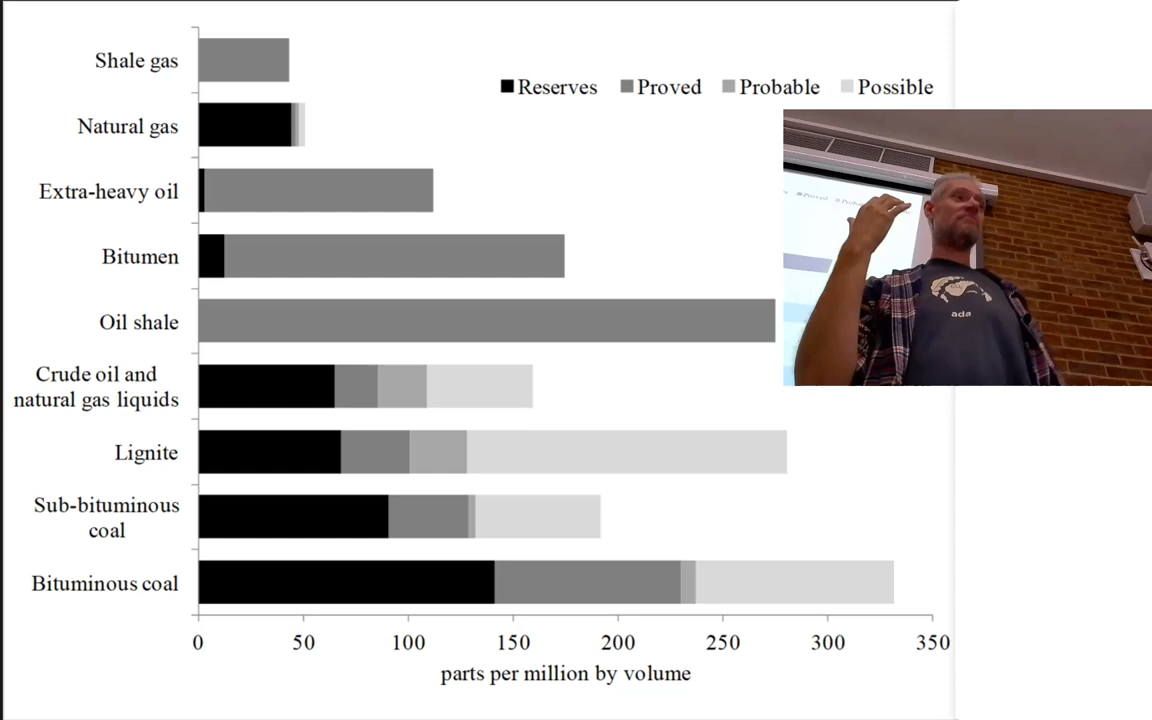 Shale gas
Reserves Proved Probable Possible
Natural gas
Extra-heavy oil
Bitumen
Oil shale
Crude oil and
natural gas liquids
Lignite
Sub-bituminous
coal
Bituminous coal
0 50 100 150 200 250 300 350
parts per million by volume
Proved
ada